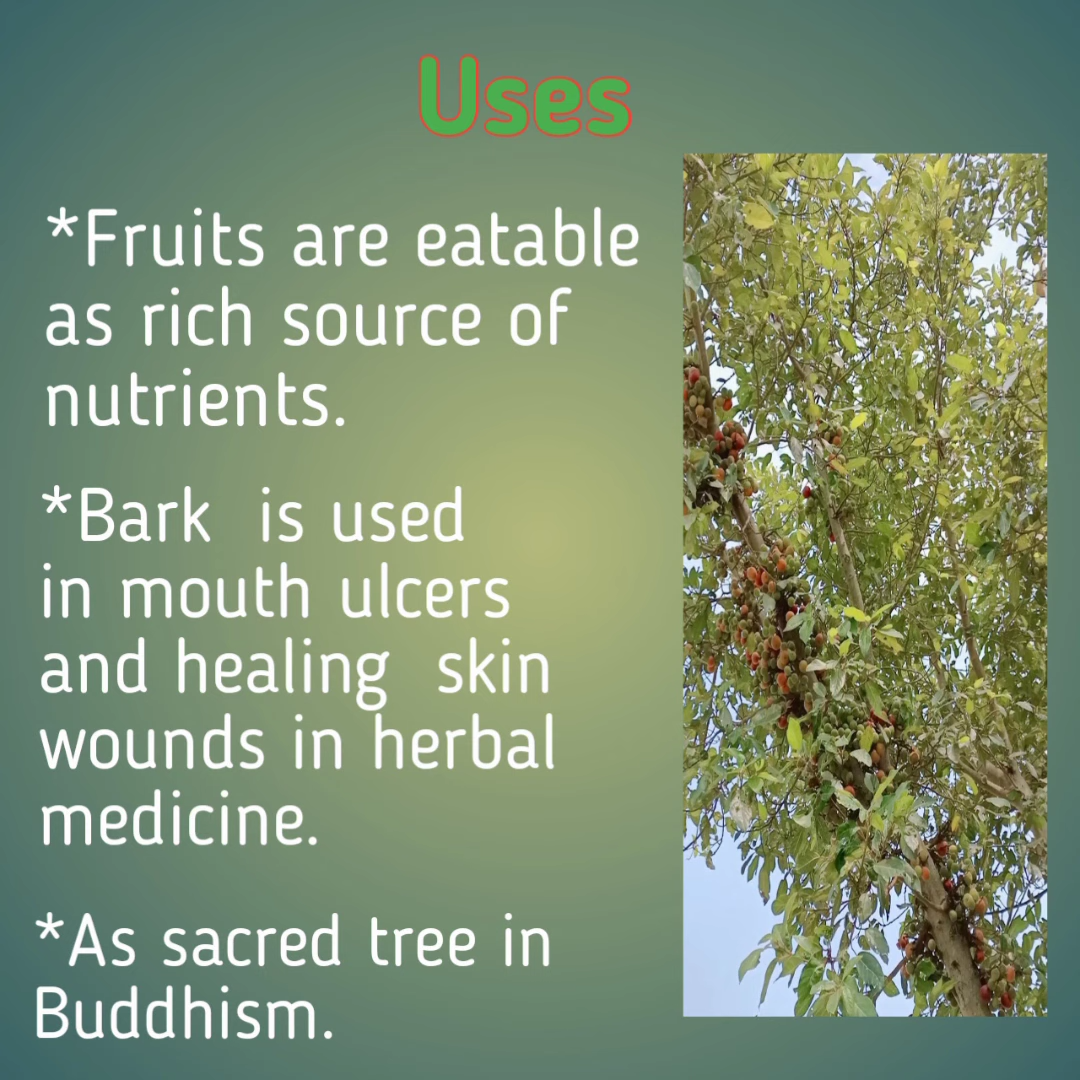 Uses
*Fruits are eatable
as rich source of
nutrients.
*Bark is used
in mouth ulcers
and healing skin
wounds in herbal
medicine.
*As sacred tree in
Buddhism.